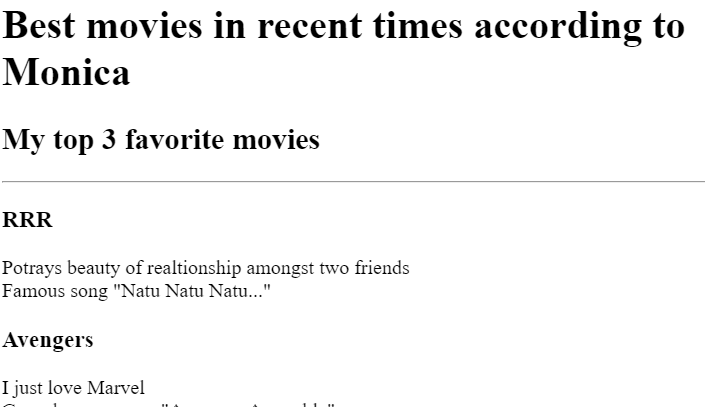 Best movies in recent times according to
Monica
My top 3 favorite movies
RRR
Potrays beauty of realtionship amongst two friends
Famous song "Natu Natu Natu..."
Avengers
I just love Marvel